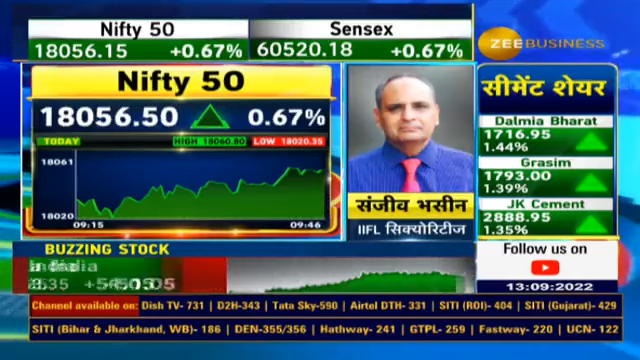 Nifty 50
Sensex
18056.15 +0.67%
60520.18 +0.67%
ZEE BUSINESS
Nifty 50
18056.50 0.67%
TODAY
HIGH 18060.80
LOW 18020.35
18061
18020
09:15
09:46
संजीव भसीन
IIFL सिक्योरिटीज
सीमेंट शेयर
Dalmia Bharat
1716.95
1.44%
Grasim
1793.00
1.39%
JK Cement
2888.95
1.35%
BUZZING STOCK
Follow us on
13:09:2022
Channel available on: Dish TV- 731 | D2H-343 | Tata Sky-590 | Airtel DTH- 331 | SITI (ROI)- 404 | SITI (Gujarat)- 429
SITI (Bihar & Jharkhand, WB)- 186 | DEN-355/356 | Hathway- 241 | GTPL- 259 | Fastway- 220 | UCN- 122